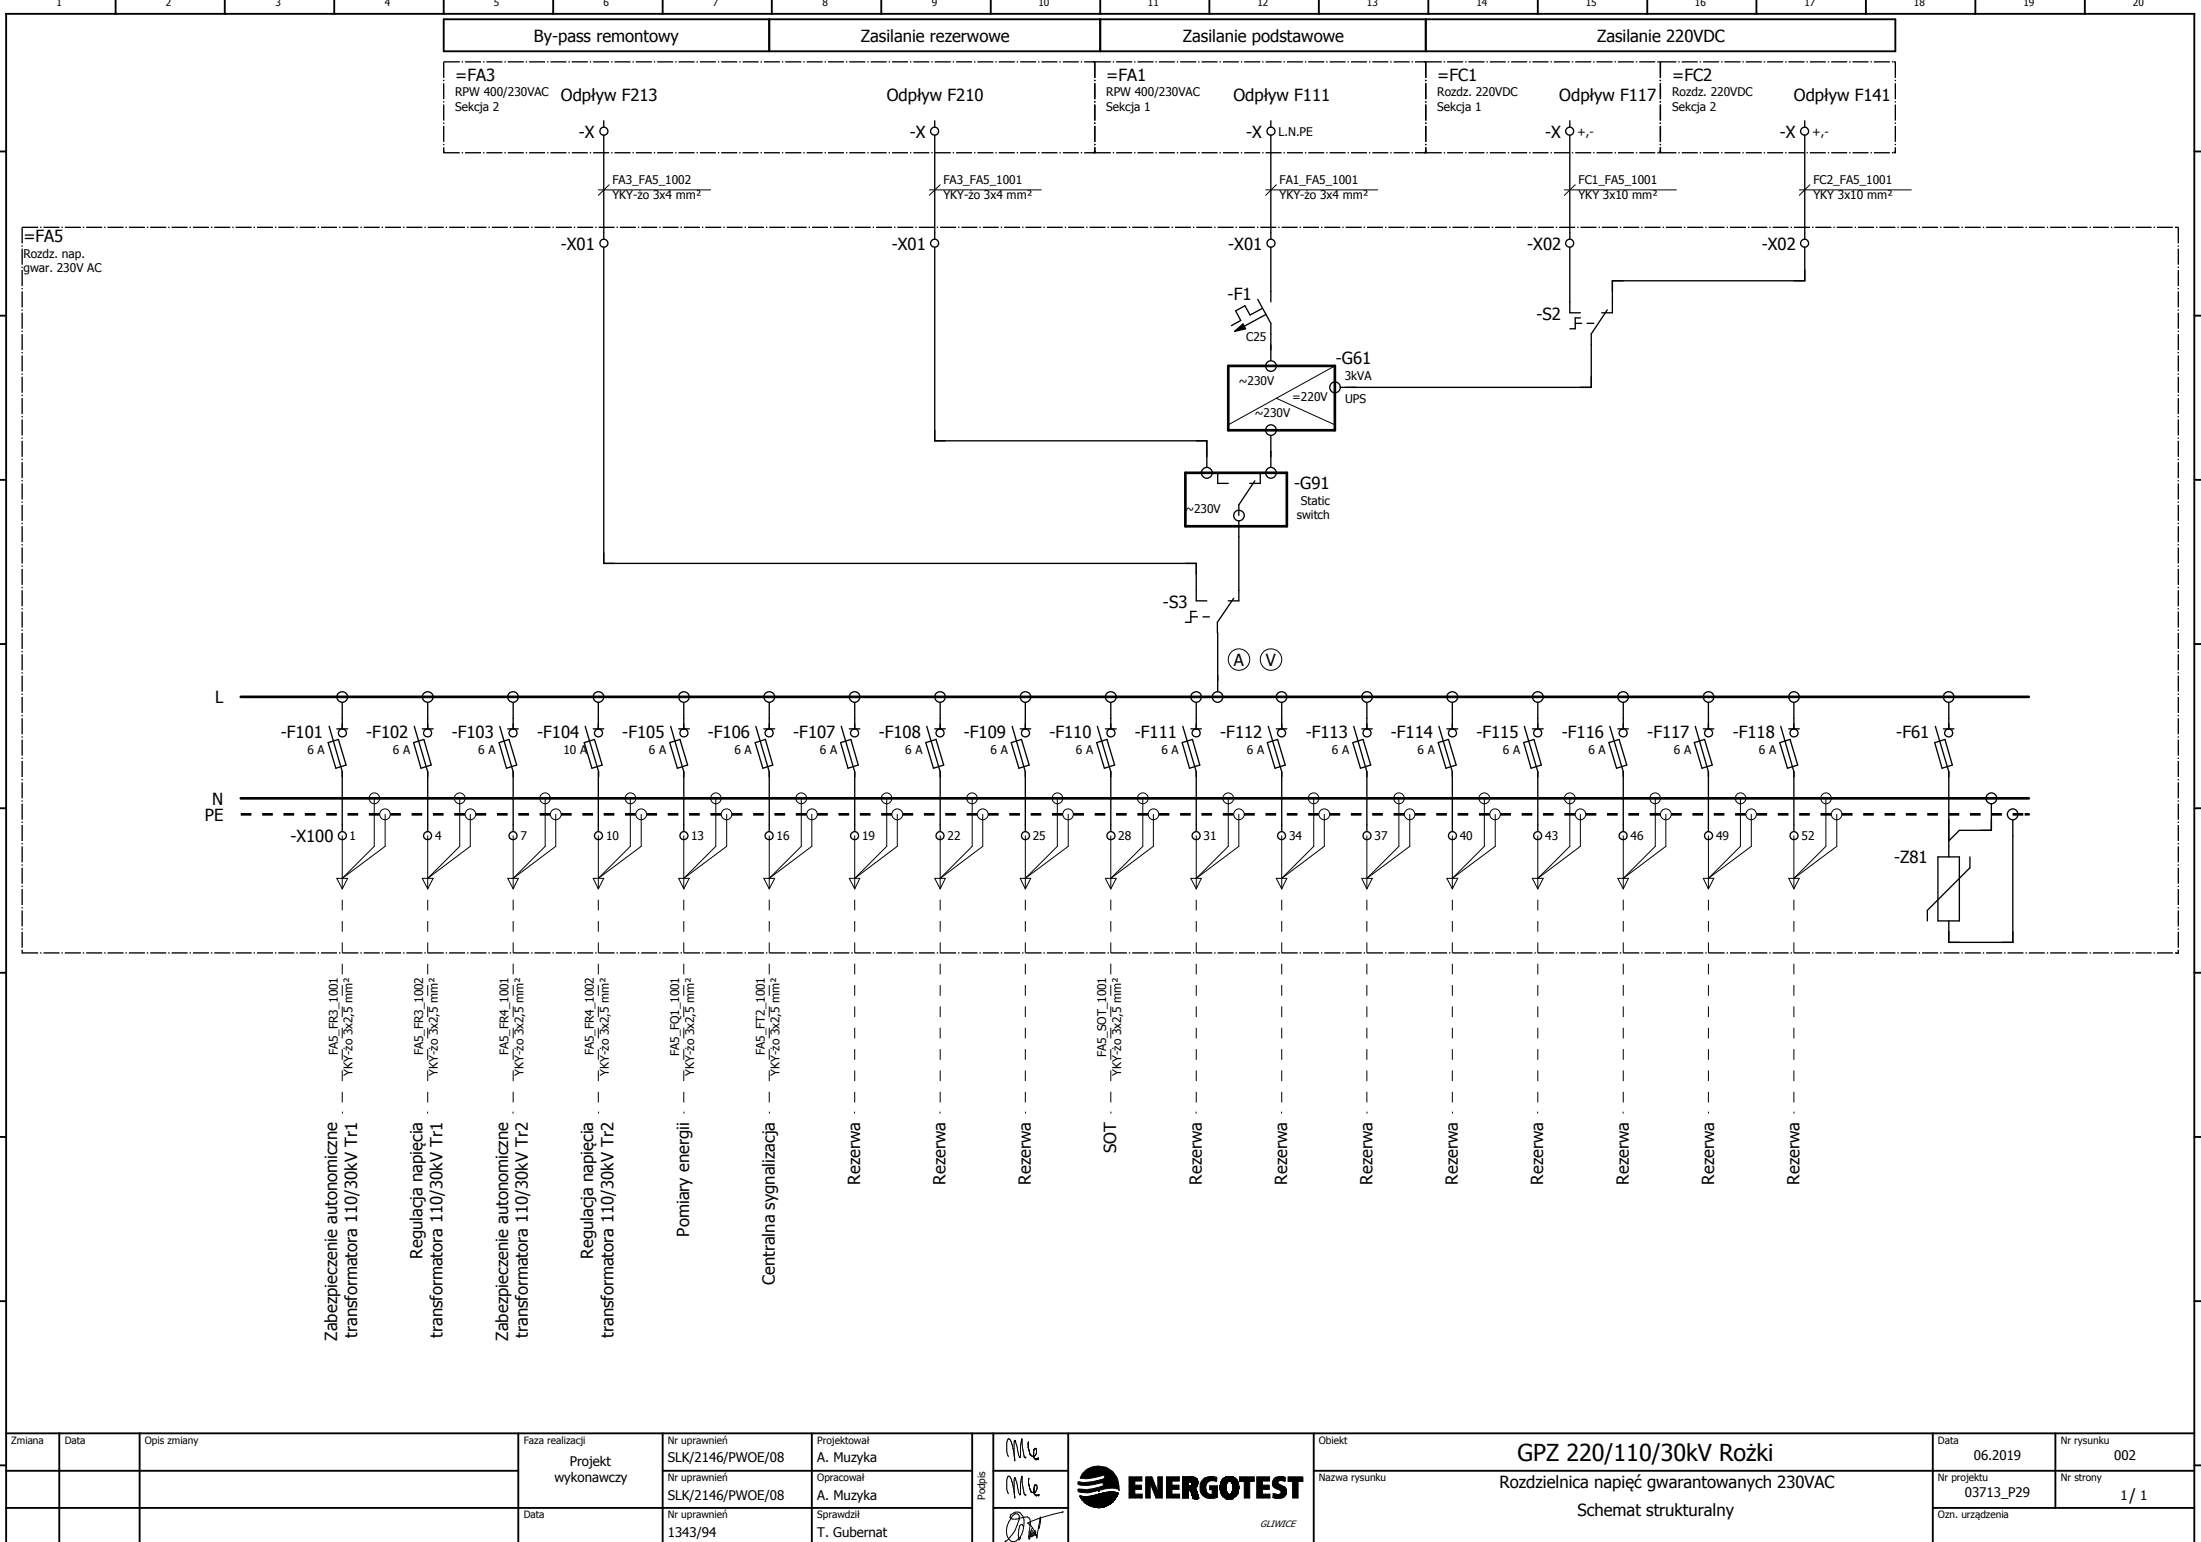 1 2 3 4 5 6 7 8 9 10 11 12 13 14 15 16 17 18 19 20
By-pass remontowy
Zasilanie rezerwowe
Zasilanie podstawowe
Zasilanie 220VDC
=FA3
RPW 400/230VAC
Sekcja 2
Odpływ F213
Odpływ F210
=FA1
RPW 400/230VAC
Sekcja 1
Odpływ F111
=FC1
Rozdz. 220VDC
Sekcja 1
Odpływ F117
=FC2
Rozdz. 220VDC
Sekcja 2
Odpływ F141
-X
-X
-X L.N.PE
-X +,-
-X +,-
FA3_FA5_1002
YKY-żo 3x4 mm²
FA3_FA5_1001
YKY-żo 3x4 mm²
FA1_FA5_1001
YKY-żo 3x4 mm²
FC1_FA5_1001
YKY 3x10 mm²
FC2_FA5_1001
YKY 3x10 mm²
=FA5
Rozdz. nap.
gwar. 230V AC
-X01
-X01
-X01
-X02
-X02
-F1
C25
-S2
-G61
3kVA
UPS
~230V
=220V
~230V
-G91
Static
switch
~230V
-S3
A V
L
-F101
6 A
-F102
6 A
-F103
6 A
-F104
10 A
-F105
6 A
-F106
6 A
-F107
6 A
-F108
6 A
-F109
6 A
-F110
6 A
-F111
6 A
-F112
6 A
-F113
6 A
-F114
6 A
-F115
6 A
-F116
6 A
-F117
6 A
-F118
6 A
-F61
N
PE
-X100 1 4 7 10 13 16 19 22 25 28 31 34 37 40 43 46 49 52
-Z81
FA5_FR3_1001
YKY-żo 3x2,5 mm²
FA5_FR3_1002
YKY-żo 3x2,5 mm²
FA5_FR4_1001
YKY-żo 3x2,5 mm²
FA5_FR4_1002
YKY-żo 3x2,5 mm²
FA5_FQ1_1001
YKY-żo 3x2,5 mm²
FA5_FT2_1001
YKY-żo 3x2,5 mm²
FA5_SOT_1001
YKY-żo 3x2,5 mm²
Zabezpieczenie autonomiczne
transformatora 110/30kV Tr1
Regulacja napięcia
transformatora 110/30kV Tr1
Zabezpieczenie autonomiczne
transformatora 110/30kV Tr2
Regulacja napięcia
transformatora 110/30kV Tr2
Pomiary energii
Centralna sygnalizacja
Rezerwa
Rezerwa
Rezerwa
SOT
Rezerwa
Rezerwa
Rezerwa
Rezerwa
Rezerwa
Rezerwa
Rezerwa
Rezerwa
Zmiana
Data
Opis zmiany
Faza realizacji
Projekt
wykonawczy
Data
Nr uprawnień
SLK/2146/PWOE/08
Nr uprawnień
SLK/2146/PWOE/08
Nr uprawnień
1343/94
Projektował
A. Muzyka
Opracował
A. Muzyka
Sprawdził
T. Gubernat
Podpis
ENERGOTEST
GLIWICE
Obiekt
GPZ 220/110/30kV Rożki
Nazwa rysunku
Rozdzielnica napięć gwarantowanych 230VAC
Schemat strukturalny
Data
06.2019
Nr rysunku
002
Nr projektu
03713_P29
Nr strony
1/ 1
Ozn. urządzenia